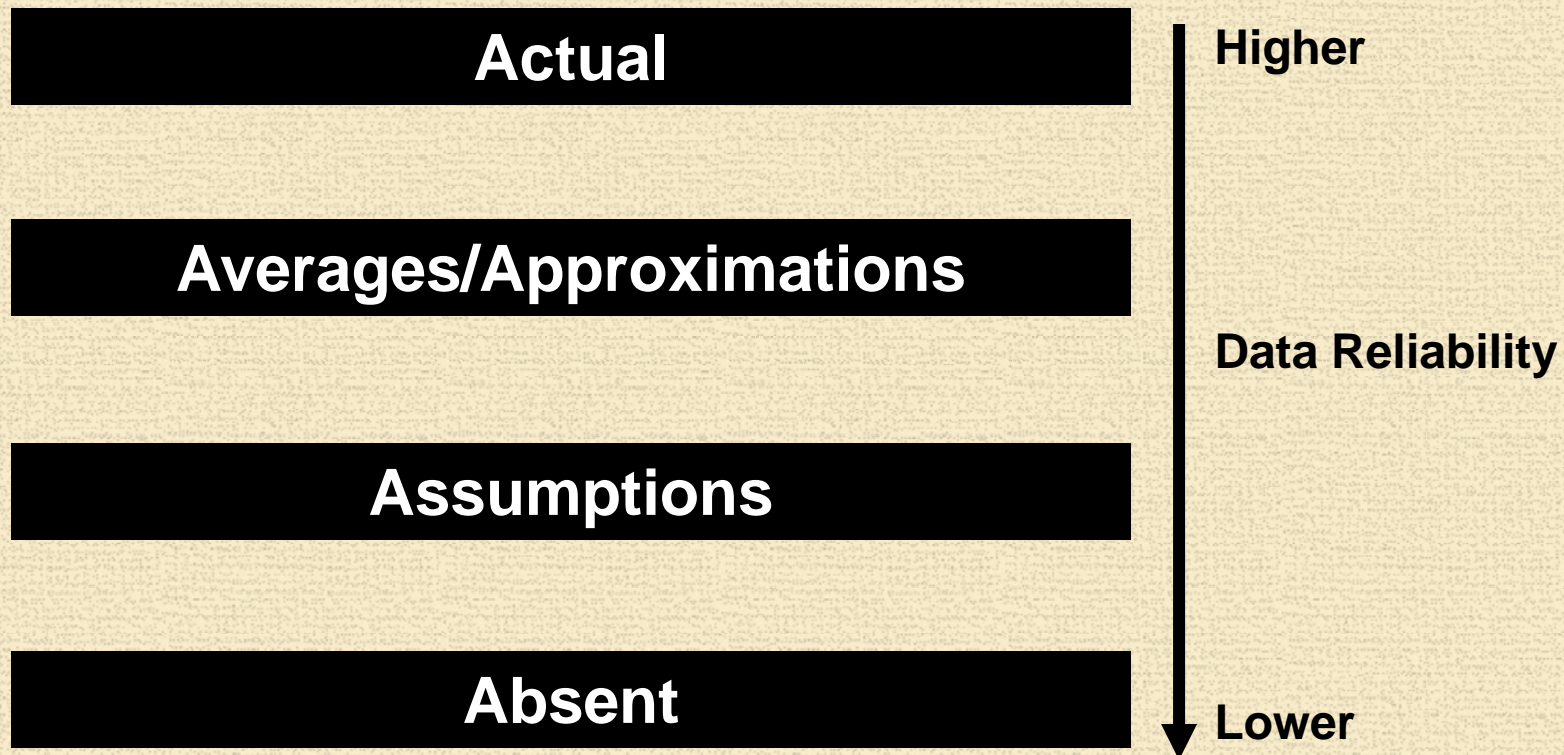 Actual
Higher
Averages/Approximations
Data Reliability
Assumptions
Absent
Lower